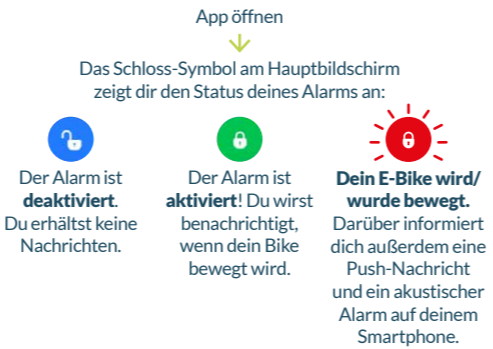 App öffnen
Das Schloss-Symbol am Hauptbildschirm
zeigt dir den Status deines Alarms an:
Der Alarm ist
deaktiviert.
Du erhältst keine
Nachrichten.
Der Alarm ist
aktiviert! Du wirst
benachrichtigt,
wenn dein Bike
bewegt wird.
Dein E-Bike wird/
wurde bewegt.
Darüber informiert
dich außerdem eine
Push-Nachricht
und ein akustischer
Alarm auf deinem
Smartphone.